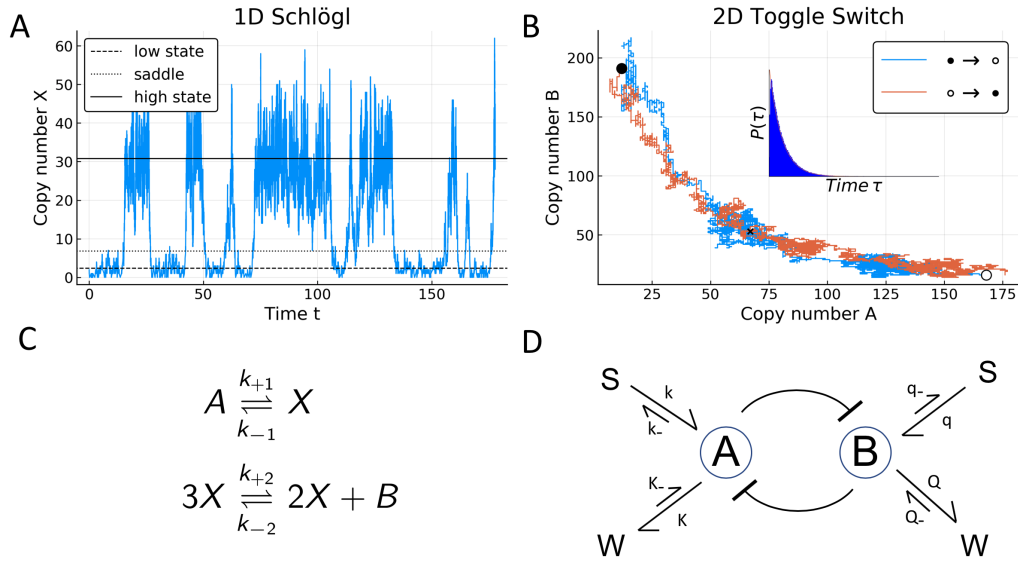 A
1D Schlögl
Copy number X
60
50
40
30
20
10
0
low state
saddle
high state
0
50
100
150
Time t
B
2D Toggle Switch
Copy number B
200
150
100
50
● → ○
○ → ●
P(τ)
Time τ
25
50
75
100
125
150
175
Copy number A
C
A ⇌ X
k+1
k−1
3X ⇌ 2X + B
k+2
k−2
D
S
k
k-
A
K-
K
W
S
q-
q
B
Q
Q-
W